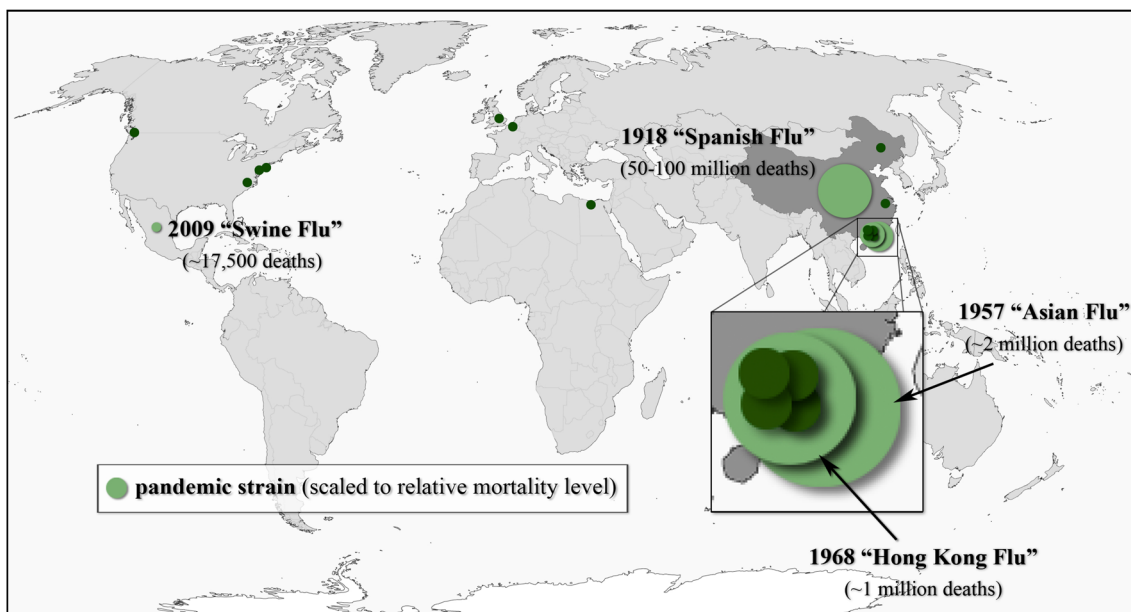 1918 “Spanish Flu”
(50-100 million deaths)
2009 “Swine Flu”
(~17,500 deaths)
1957 “Asian Flu”
(~2 million deaths)
pandemic strain (scaled to relative mortality level)
1968 “Hong Kong Flu”
(~1 million deaths)